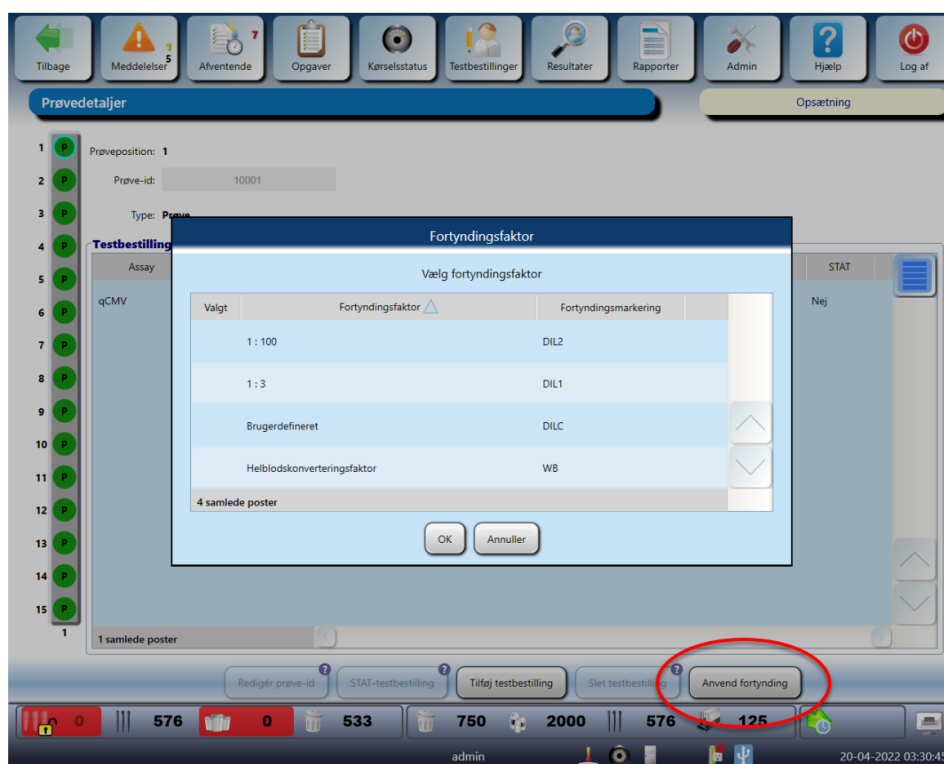 Tilbage
Meddelelser
1
5
Afventende
7
Opgaver
Kørselsstatus
Testbestillinger
Resultater
Rapporter
Admin
Hjælp
Log af
Prøvedetaljer
Opsætning
1 P Prøveposition: 1
2 P Prøve-id: 10001
3 P Type: Prøve
4 P Testbestilling
Assay STAT
5 P
qCMV Nej
6 P
7 P
8 P
9 P
10 P
11 P
12 P
13 P
14 P
15 P
1
Fortyndingsfaktor
Vælg fortyndingsfaktor
Valgt Fortyndingsfaktor Fortyndingsmarkering
1 : 100 DIL2
1 : 3 DIL1
Brugerdefineret DILC
Helblodskonverteringsfaktor WB
4 samlede poster
OK Annuller
1 samlede poster
Redigér prøve-id ? STAT-testbestilling ? Tilføj testbestilling Slet testbestilling ? Anvend fortynding
0 576 0 533 750 2000 576 125
admin 20-04-2022 03:30:45